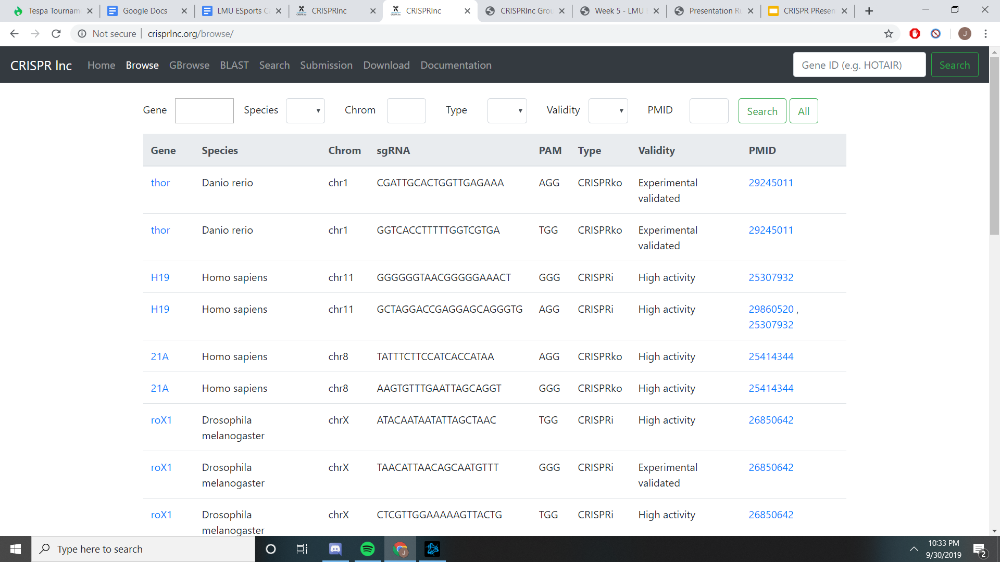 Tespa Tournam
Google Docs
LMU ESports C
CRISPRlnc
CRISPRlnc
CRISPRlnc Grou
Week 5 - LMU
Presentation Ru
CRISPR PResen
Not secure | crisprlnc.org/browse/
J
CRISPR lnc Home Browse GBrowse BLAST Search Submission Download Documentation Gene ID (e.g. HOTAIR) Search
Gene Species Chrom Type Validity PMID Search All
Gene Species Chrom sgRNA PAM Type Validity PMID
thor Danio rerio chr1 CGATTGCACTGGTTGAGAAA AGG CRISPRko Experimental 29245011
validated
thor Danio rerio chr1 GGTCACCTTTTTGGTCGTGA TGG CRISPRko Experimental 29245011
validated
H19 Homo sapiens chr11 GGGGGGTAACGGGGGAAACT GGG CRISPRi High activity 25307932
H19 Homo sapiens chr11 GCTAGGACCGAGGAGCAGGGTG AGG CRISPRi High activity 29860520 ,
25307932
21A Homo sapiens chr8 TATTTCTTCCATCACCATAA AGG CRISPRko High activity 25414344
21A Homo sapiens chr8 AAGTGTTTGAATTAGCAGGT GGG CRISPRko High activity 25414344
roX1 Drosophila chrX ATACAATAATATTAGCTAAC TGG CRISPRi High activity 26850642
melanogaster
roX1 Drosophila chrX TAACATTAACAGCAATGTTT GGG CRISPRi Experimental 26850642
melanogaster validated
roX1 Drosophila chrX CTCGTTGGAAAAAGTTACTG TGG CRISPRi High activity 26850642
melanogaster
Type here to search
J
10:33 PM
9/30/2019
2